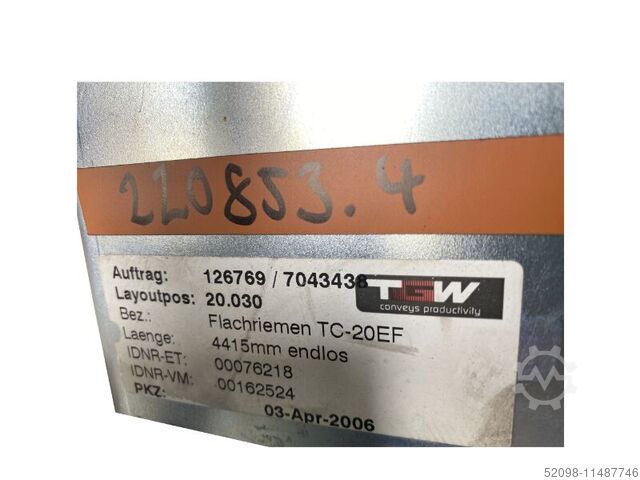 220853.4
Auftrag: 126769 / 7043438
Layoutpos: 20.030
TGW
conveys productivity
Bez.: Flachriemen TC-20EF
Laenge: 4415mm endlos
IDNR-ET: 00076218
IDNR-VM: 00162524
PKZ:
03-Apr-2006
52098-11487746